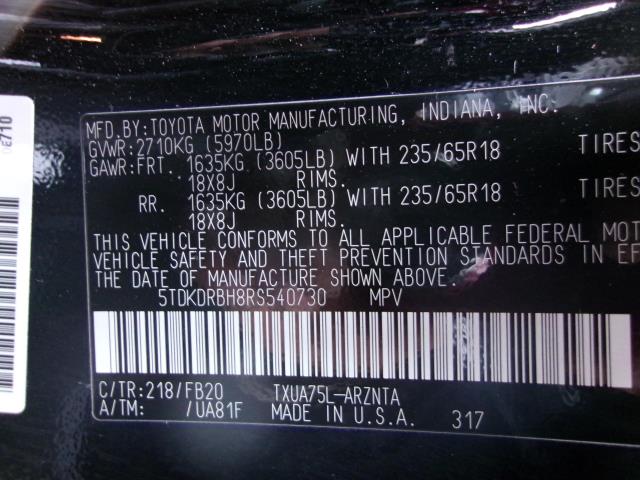 MFD. BY: TOYOTA MOTOR MANUFACTURING, INDIANA, INC.
GVWR: 2710KG (5970LB)
GAWR: FRT. 1635KG (3605LB) WITH 235/65R18 TIRES
18X8J RIMS.
RR. 1635KG (3605LB) WITH 235/65R18 TIRES
18X8J RIMS.
THIS VEHICLE CONFORMS TO ALL APPLICABLE FEDERAL MOT
VEHICLE SAFETY AND THEFT PREVENTION STANDARDS IN EF
THE DATE OF MANUFACTURE SHOWN ABOVE.
5TDKDRBH8RS540730 MPV
C/TR: 218/FB20 TXUA75L-ARZNTA
A/TM: /UA81F MADE IN U.S.A. 317